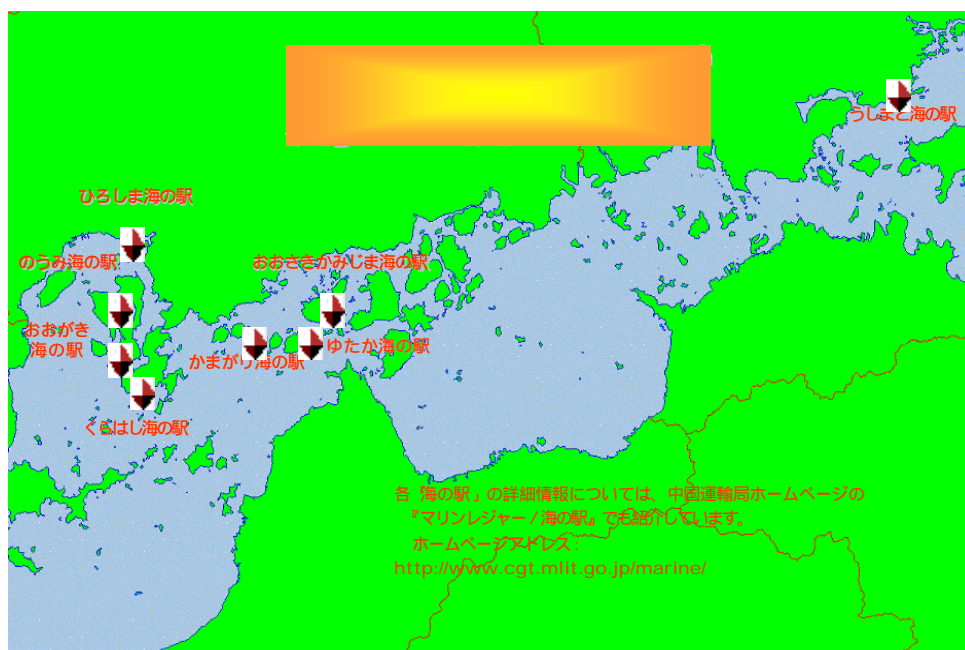 うしまど海の駅
ひろしま海の駅
のうみ海の駅
おおさきかみじま海の駅
おおがき
海の駅
ゆたか海の駅
かまがり海の駅
くらはし海の駅
各「海の駅」の詳細情報については、中国運輸局ホームページの
『マリンレジャー/海の駅』でも紹介しています。
ホームページアドレス:
http://www.cgt.mlit.go.jp/marine/